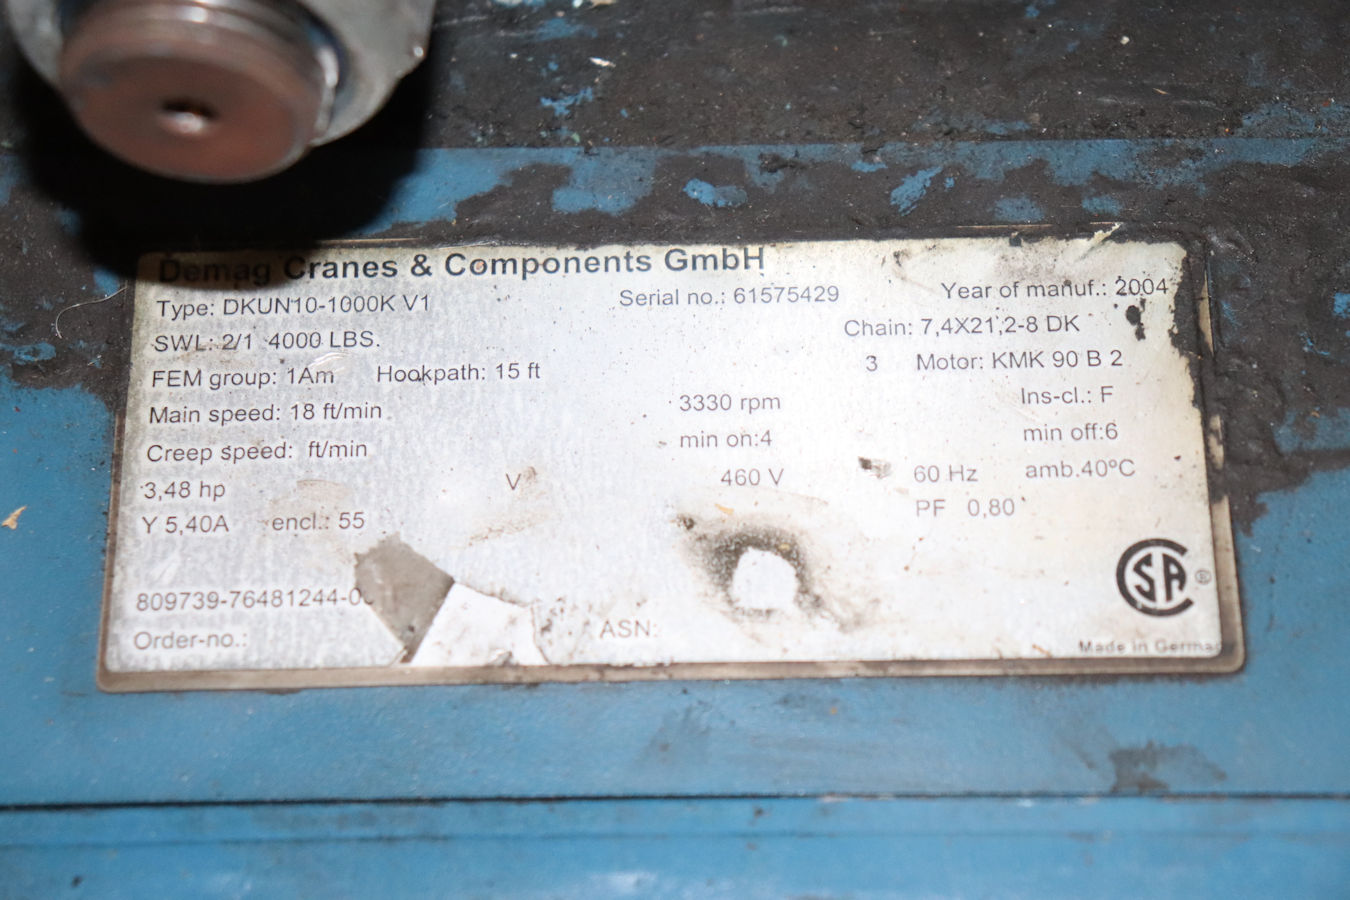 Demag Cranes & Components GmbH
Type: DKUN10-1000K V1 Serial no.: 61575429 Year of manuf.: 2004
SWL: 2/1 4000 LBS. Chain: 7,4X21,2-8 DK
FEM group: 1Am Hookpath: 15 ft 3 Motor: KMK 90 B 2
Main speed: 18 ft/min 3330 rpm Ins-cl.: F
Creep speed: ft/min min on:4 min off:6
3,48 hp V 460 V 60 Hz amb.40ºC
Y 5,40A encl.: 55 PF 0,80
CSA ®
809739-76481244-0
Order-no.: ASN:
Made in